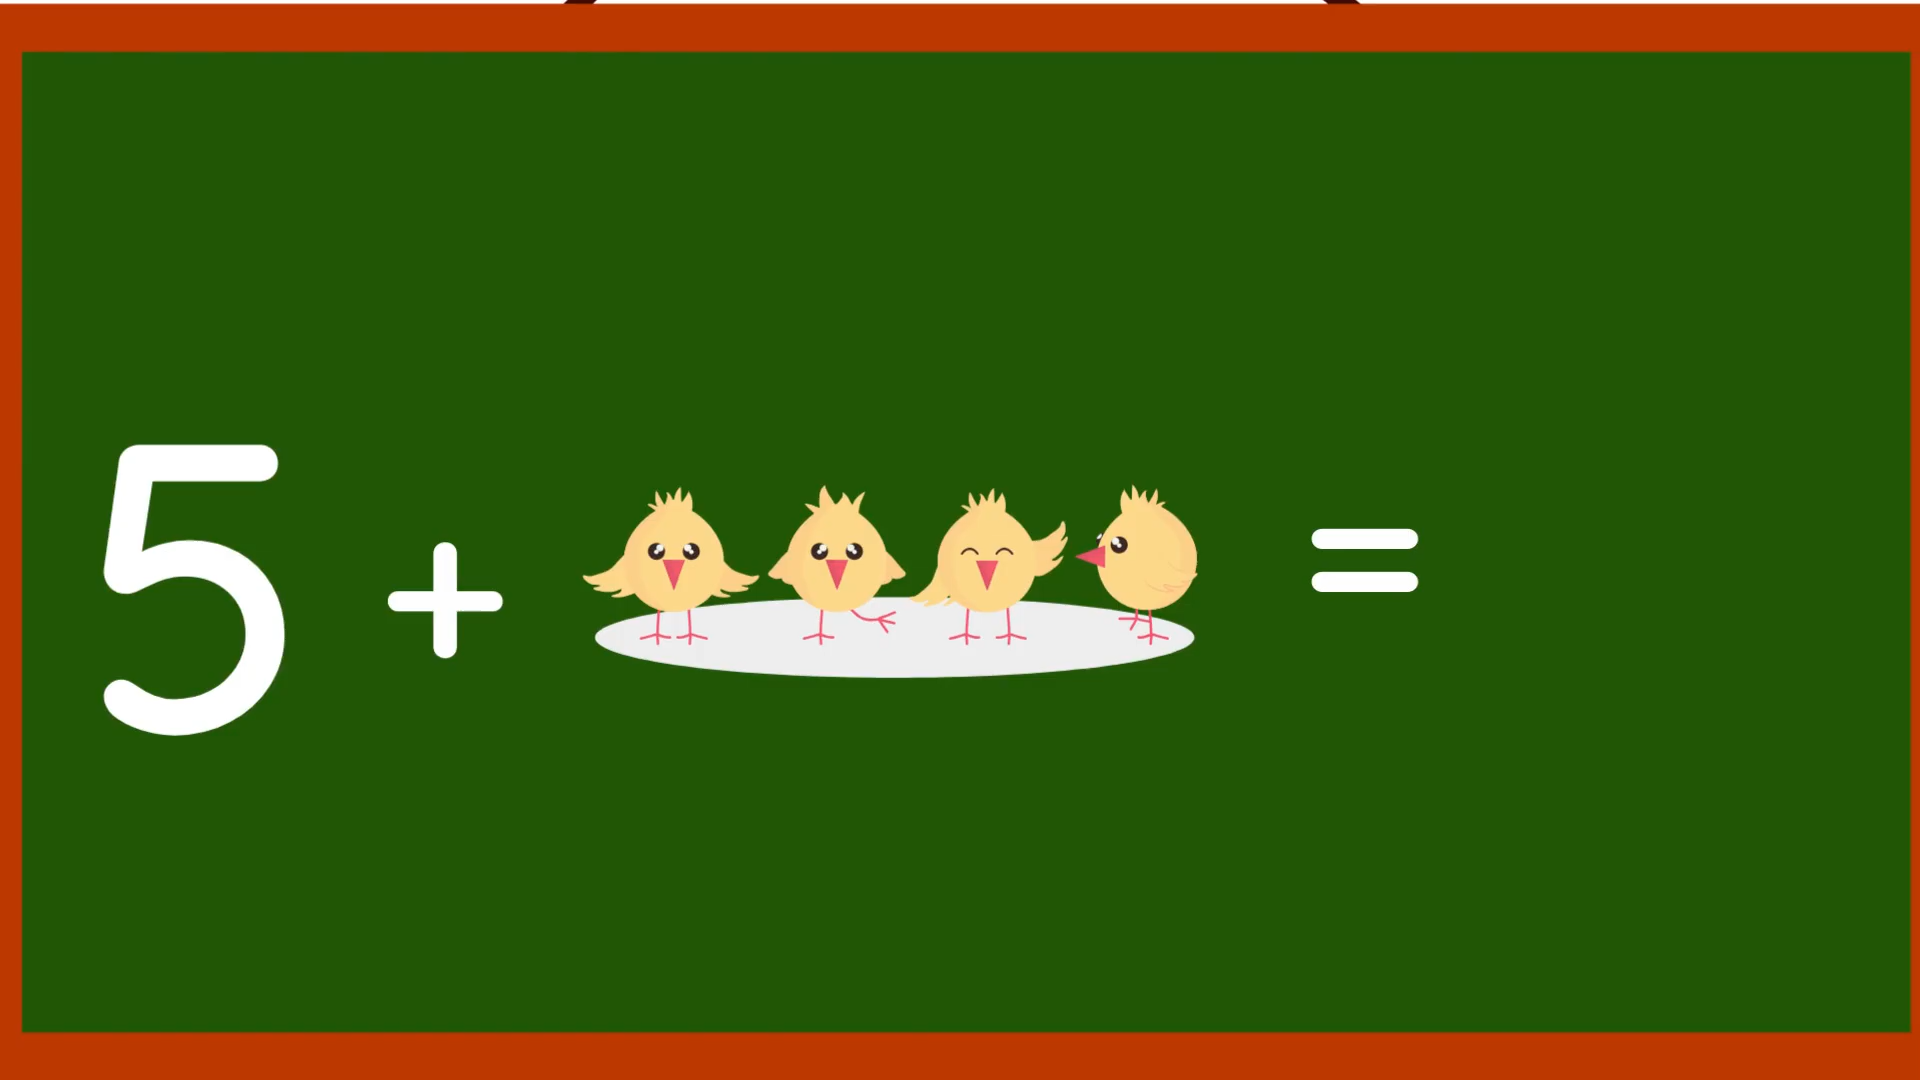 5 + =